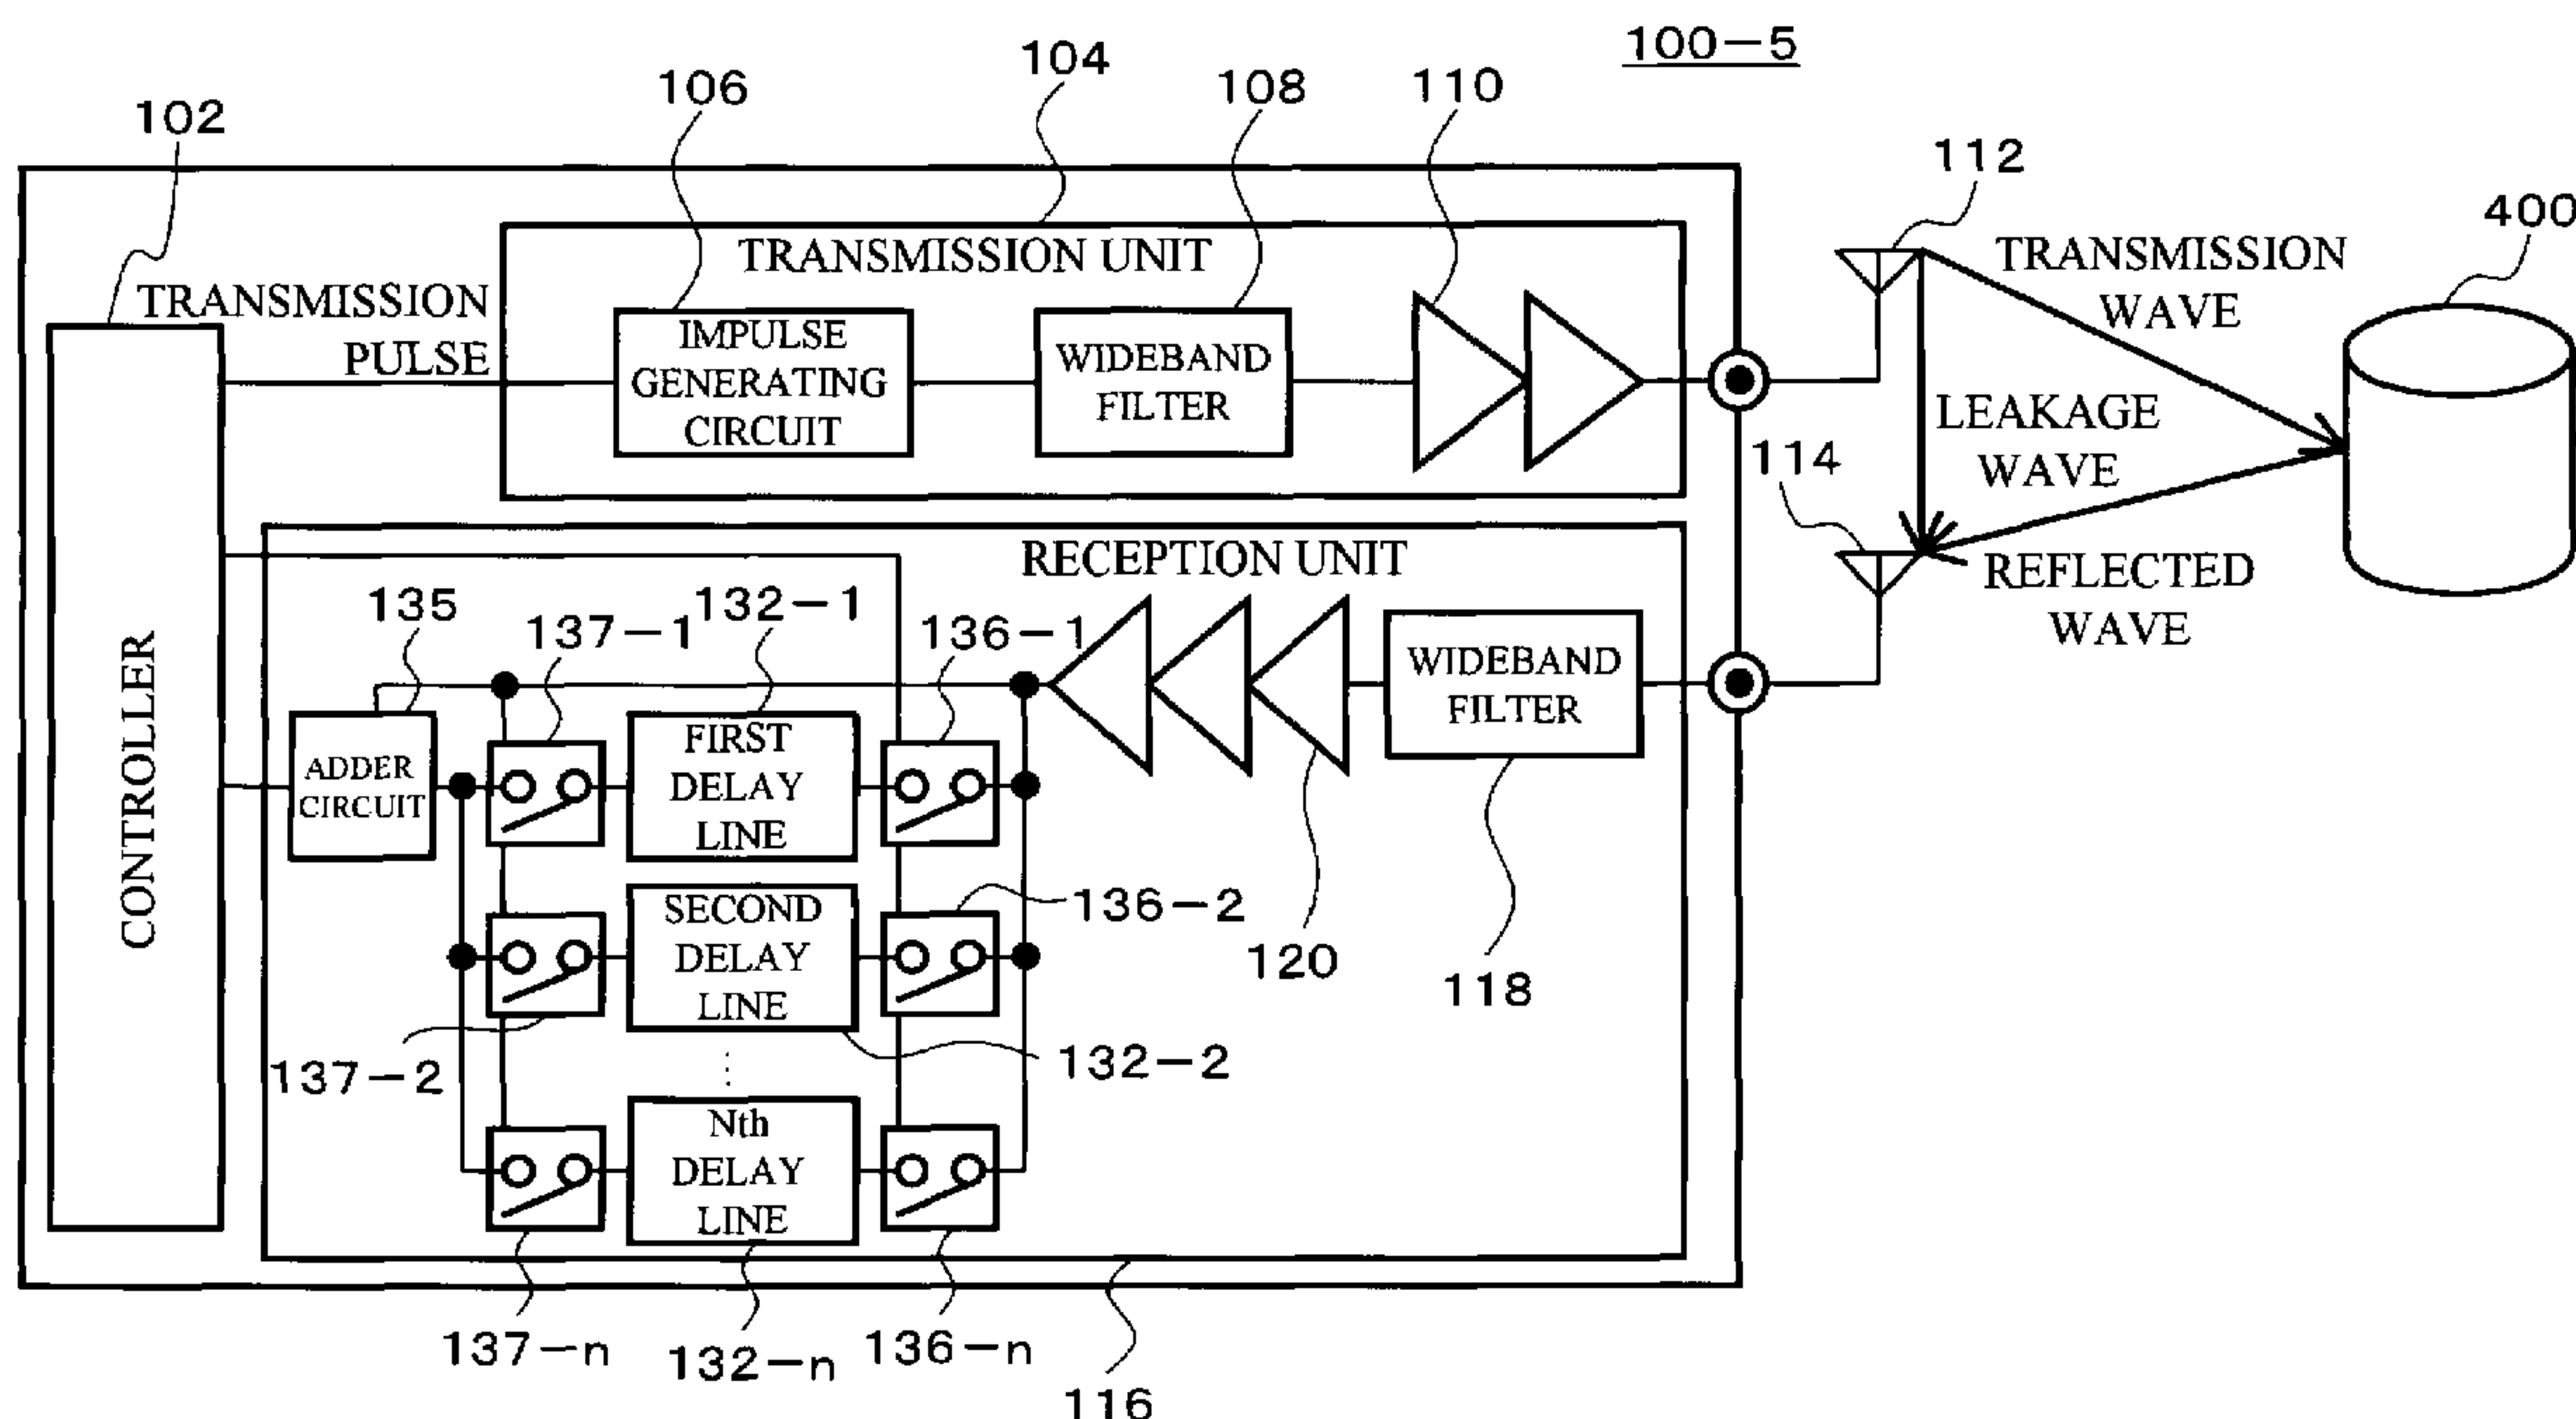 100-5
104
106
108
110
102
112
400
TRANSMISSION UNIT
TRANSMISSION
WAVE
TRANSMISSION
PULSE
IMPULSE
GENERATING
CIRCUIT
WIDEBAND
FILTER
LEAKAGE
WAVE
114
RECEPTION UNIT
REFLECTED
WAVE
135
137-1
132-1
136-1
WIDEBAND
FILTER
CONTROLLER
ADDER
CIRCUIT
FIRST
DELAY
LINE
SECOND
DELAY
LINE
136-2
120
118
137-2
132-2
Nth
DELAY
LINE
137-n
132-n
136-n
116